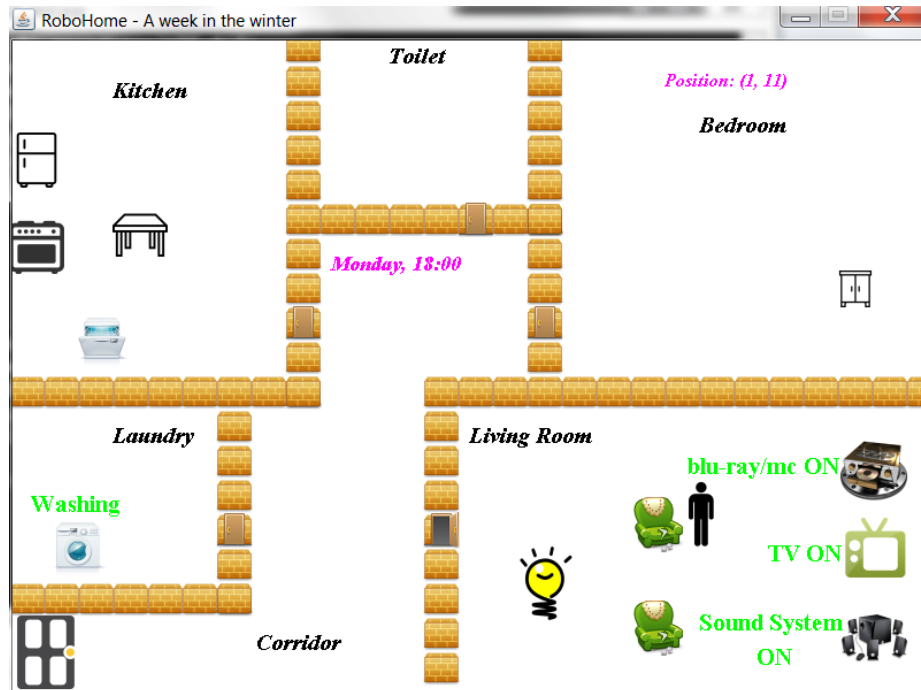 RoboHome - A week in the winter
Toilet
Kitchen
Position: (1, 11)
Bedroom
Monday, 18:00
Laundry
Living Room
blu-ray/mc ON
Washing
TV ON
Sound System
ON
Corridor